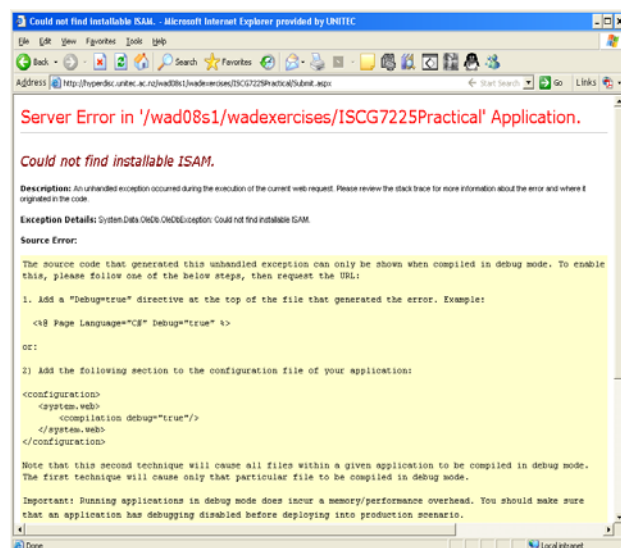 Could not find installable ISAM. - Microsoft Internet Explorer provided by UNITEC
File Edit View Favorites Tools Help
Back Search Favorites
Address http://hyperdisc.unitec.ac.nz/wad08s1/wadexercises/ISCG7225Practical/Submit.aspx Start Search Go Links
Server Error in '/wad08s1/wadexercises/ISCG7225Practical' Application.
Could not find installable ISAM.
Description: An unhandled exception occurred during the execution of the current web request. Please review the stack trace for more information about the error and where it
originated in the code.
Exception Details: System.Data.OleDb.OleDbException: Could not find installable ISAM.
Source Error:
The source code that generated this unhandled exception can only be shown when compiled in debug mode. To enable
this, please follow one of the below steps, then request the URL:
1. Add a "Debug=true" directive at the top of the file that generated the error. Example:
<%@ Page Language="C#" Debug="true" %>
or:
2) Add the following section to the configuration file of your application:
<configuration>
<system.web>
<compilation debug="true"/>
</system.web>
</configuration>
Note that this second technique will cause all files within a given application to be compiled in debug mode.
The first technique will cause only that particular file to be compiled in debug mode.
Important: Running applications in debug mode does incur a memory/performance overhead. You should make sure
that an application has debugging disabled before deploying into production scenario.
Done Local intranet